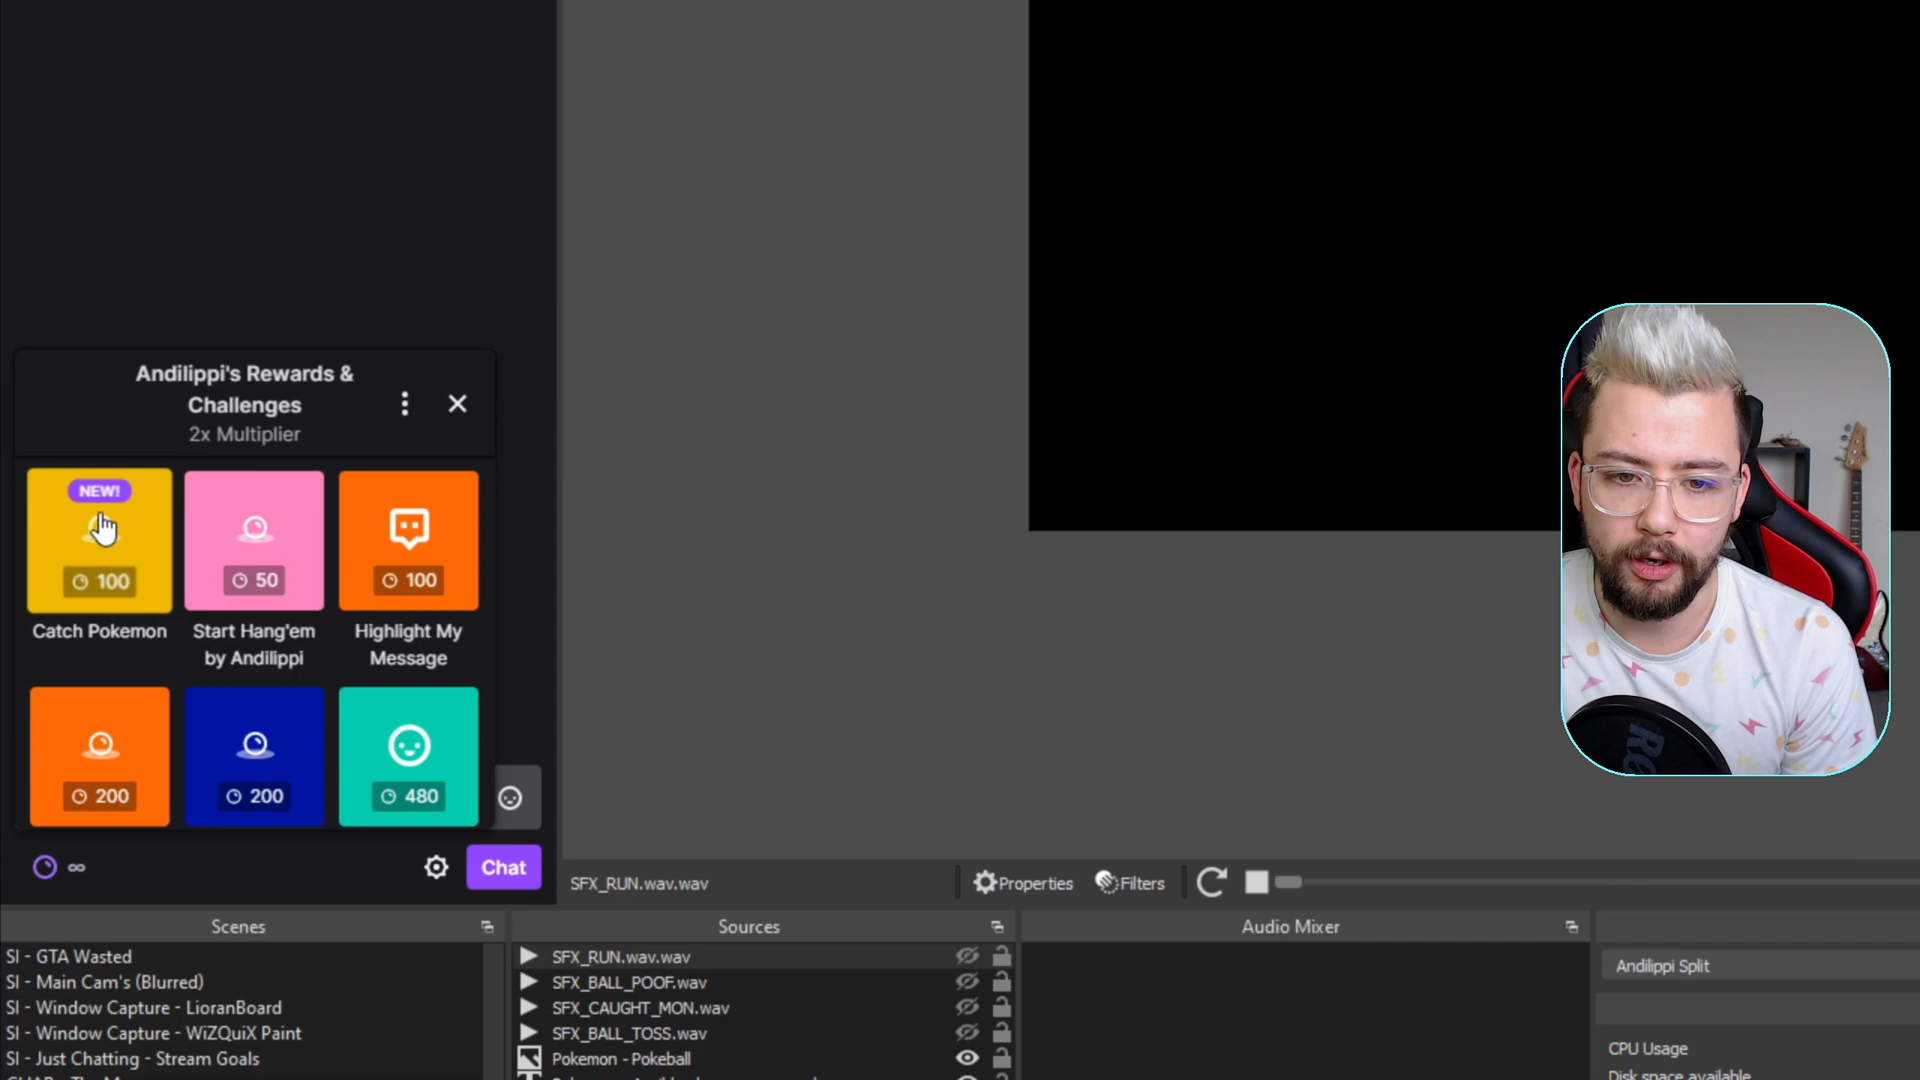 Andilippi's Rewards &
Challenges
2x Multiplier
NEW!
100
50
100
Catch Pokemon
Start Hang'em
by Andilippi
Highlight My
Message
200
200
480
∞
Chat
SFX_RUN.wav.wav
Properties
Filters
Scenes
Sources
Audio Mixer
SI - GTA Wasted
SI - Main Cam's (Blurred)
SI - Window Capture - LioranBoard
SI - Window Capture - WiZQuiX Paint
SI - Just Chatting - Stream Goals
SFX_RUN.wav.wav
SFX_BALL_POOF.wav
SFX_CAUGHT_MON.wav
SFX_BALL_TOSS.wav
Pokemon - Pokeball
Andilippi Split
CPU Usage
Disk space available